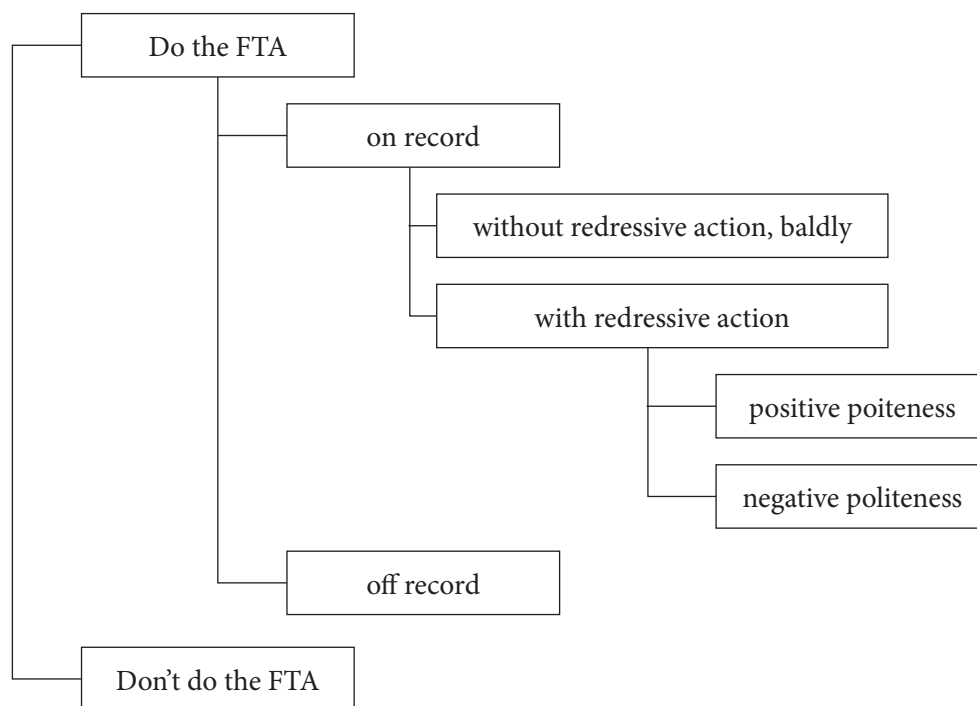 Do the FTA
on record
without redressive action, baldly
with redressive action
positive poiteness
negative politeness
off record
Don't do the FTA